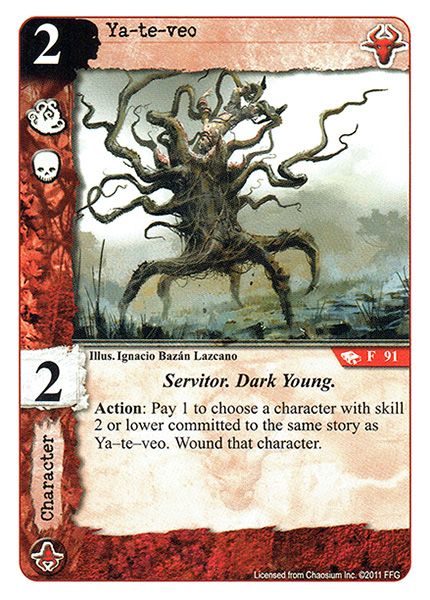 2
Ya-te-veo
Illus. Ignacio Bazán Lazcano
F 91
2
Servitor. Dark Young.
Action: Pay 1 to choose a character with skill
2 or lower committed to the same story as
Ya–te–veo. Wound that character.
Character
Licensed from Chaosium Inc. ©2011 FFG